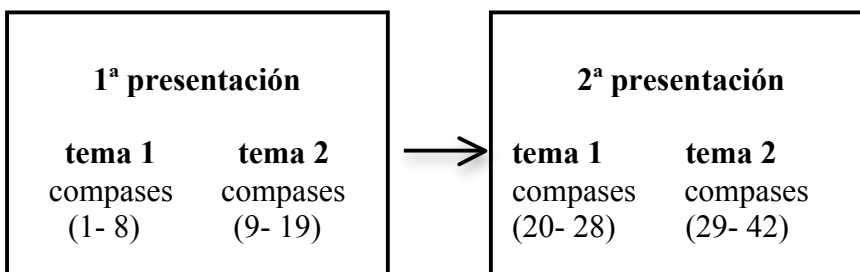 1ª presentación
tema 1 tema 2
compases compases
(1- 8) (9- 19)
2ª presentación
tema 1 tema 2
compases compases
(20- 28) (29- 42)